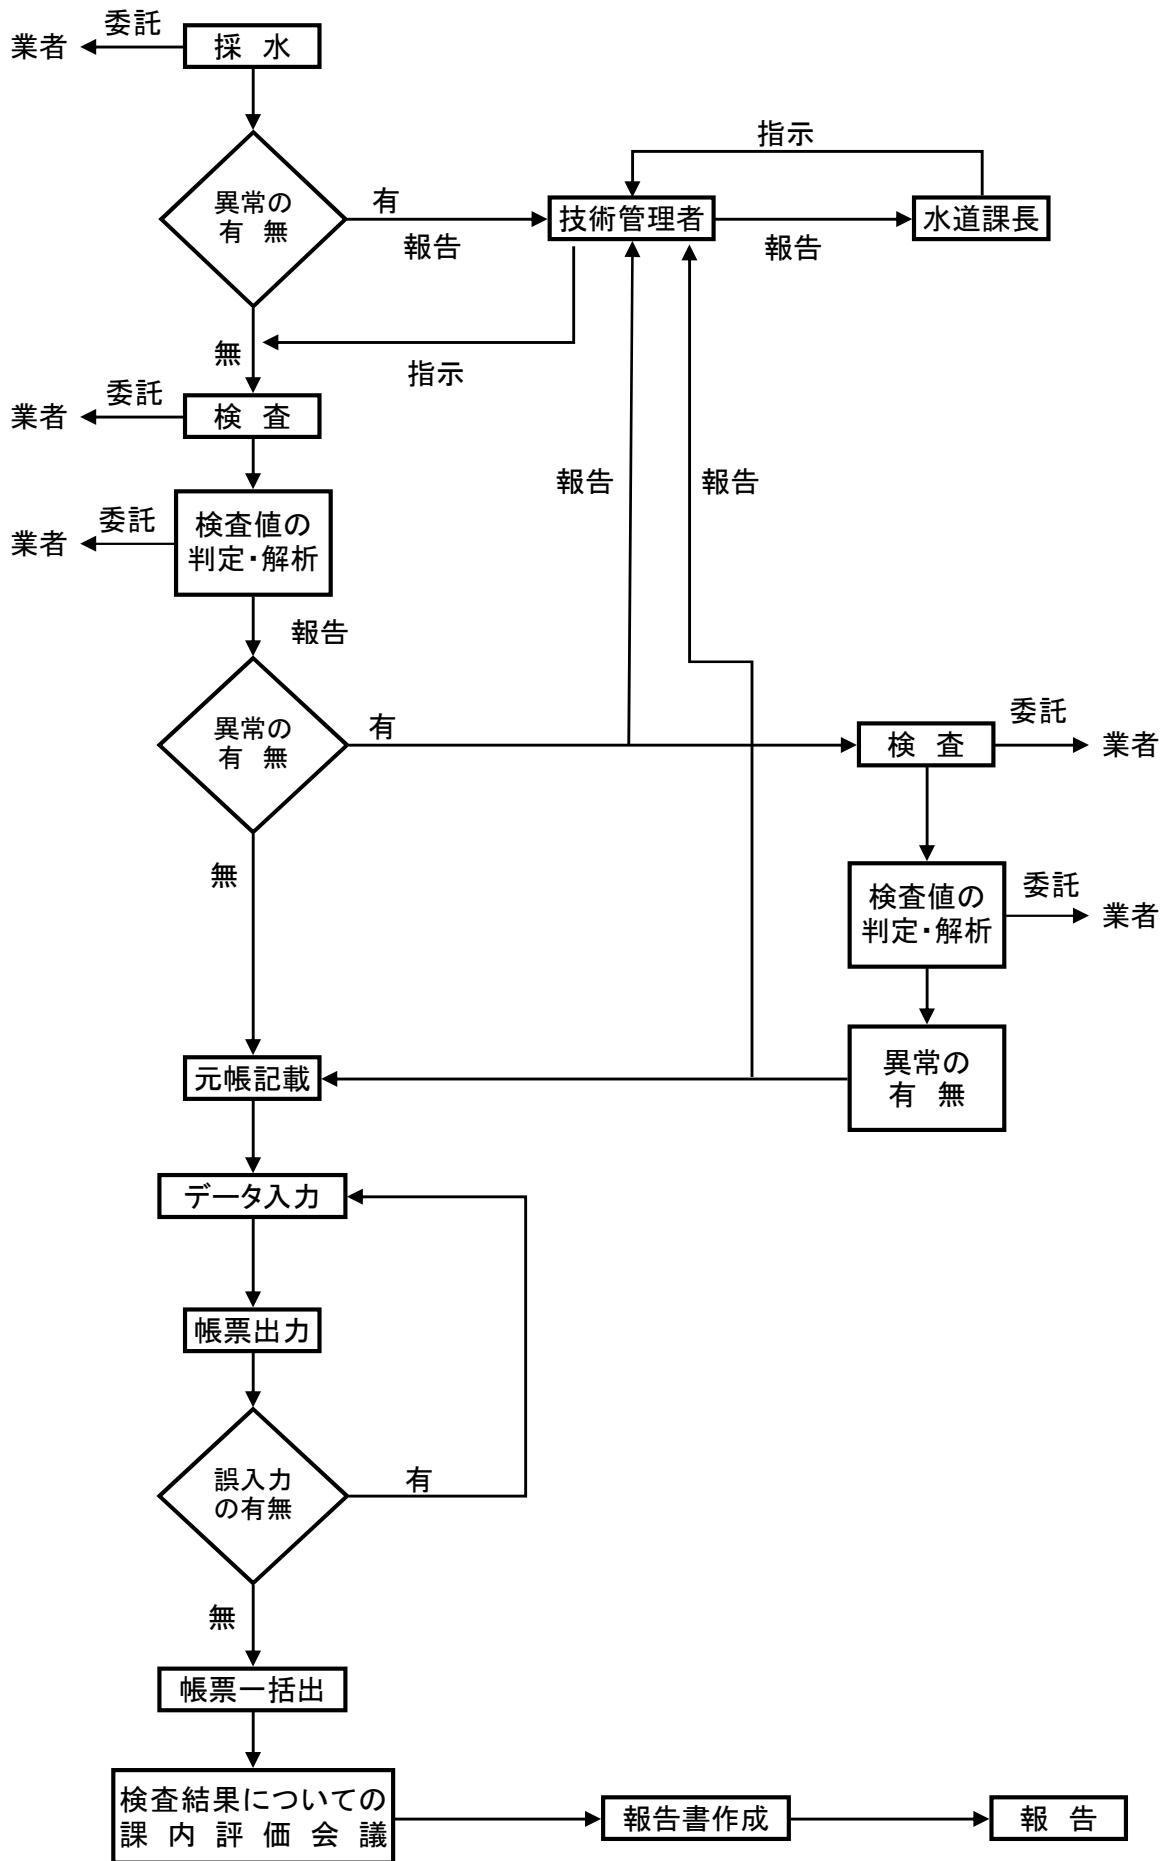 委託
業者
採 水
指示
異常の
有 無
有
報告
技術管理者
報告
水道課長
無
指示
委託
業者
検 査
報告
報告
委託
業者
検査値の
判定・解析
報告
異常の
有 無
有
検 査
委託
業者
無
検査値の
判定・解析
委託
業者
元帳記載
異常の
有 無
データ入力
帳票出力
誤入力
の有無
有
無
帳票一括出
検査結果についての
課 内 評 価 会 議
報告書作成
報 告